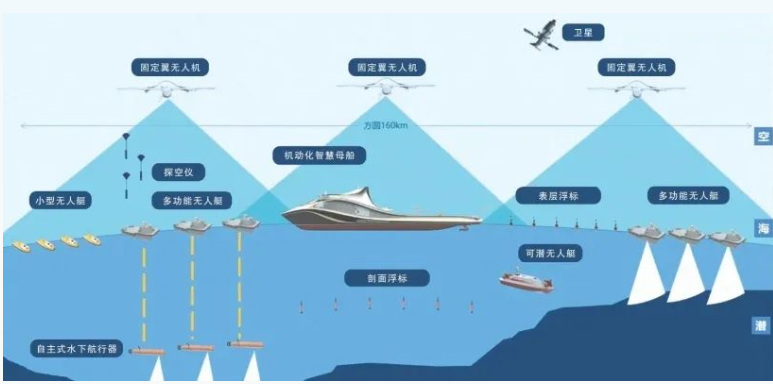 卫星
固定翼无人机
固定翼无人机
固定翼无人机
方圆160km
空
机动化智慧母船
探空仪
小型无人艇
多功能无人艇
表层浮标
多功能无人艇
海
可潜无人艇
剖面浮标
潜
自主式水下航行器